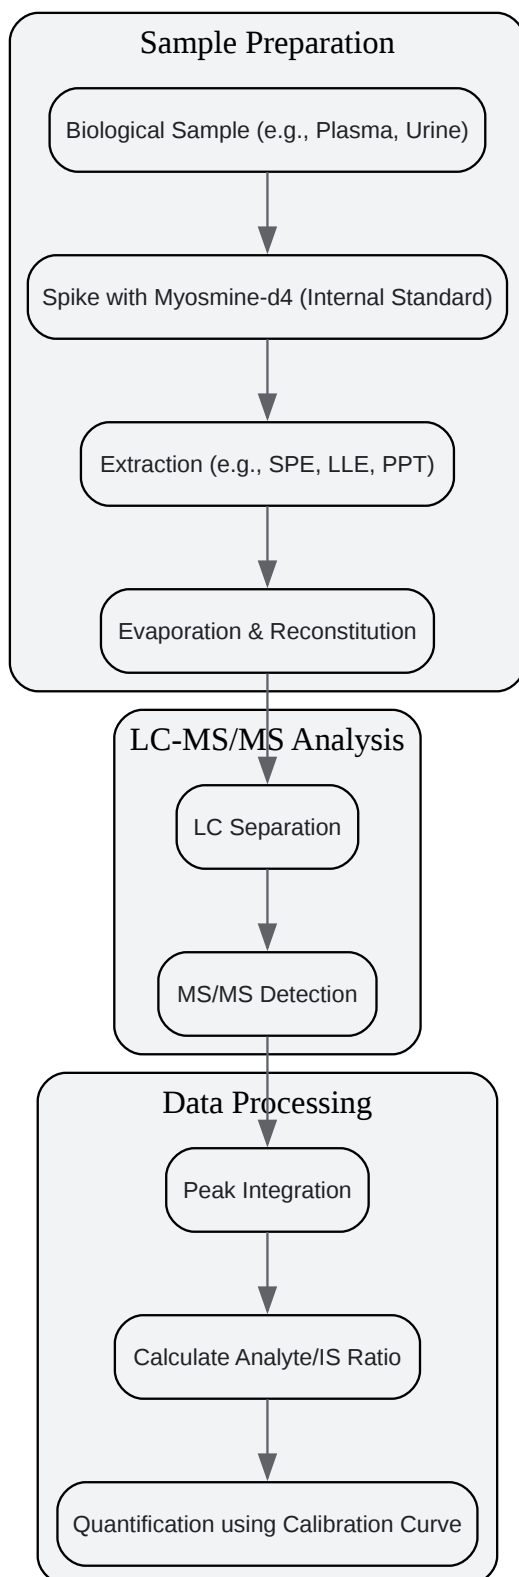 Sample Preparation
Biological Sample (e.g., Plasma, Urine)
Spike with Myosmine-d4 (Internal Standard)
Extraction (e.g., SPE, LLE, PPT)
Evaporation & Reconstitution
LC-MS/MS Analysis
LC Separation
MS/MS Detection
Data Processing
Peak Integration
Calculate Analyte/IS Ratio
Quantification using Calibration Curve